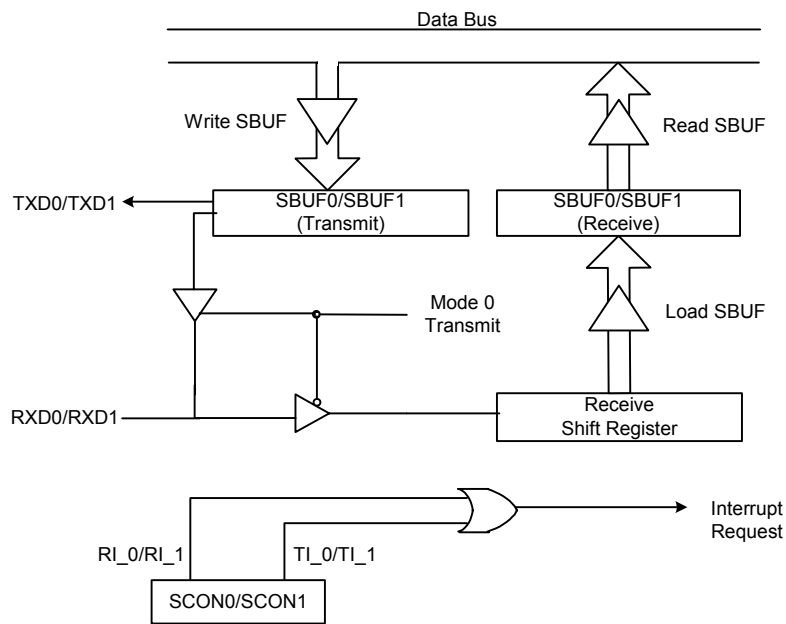 Data Bus
Write SBUF
Read SBUF
TXD0/TXD1
SBUF0/SBUF1
(Transmit)
SBUF0/SBUF1
(Receive)
Mode 0
Transmit
Load SBUF
RXD0/RXD1
Receive
Shift Register
Interrupt
Request
RI_0/RI_1
TI_0/TI_1
SCON0/SCON1